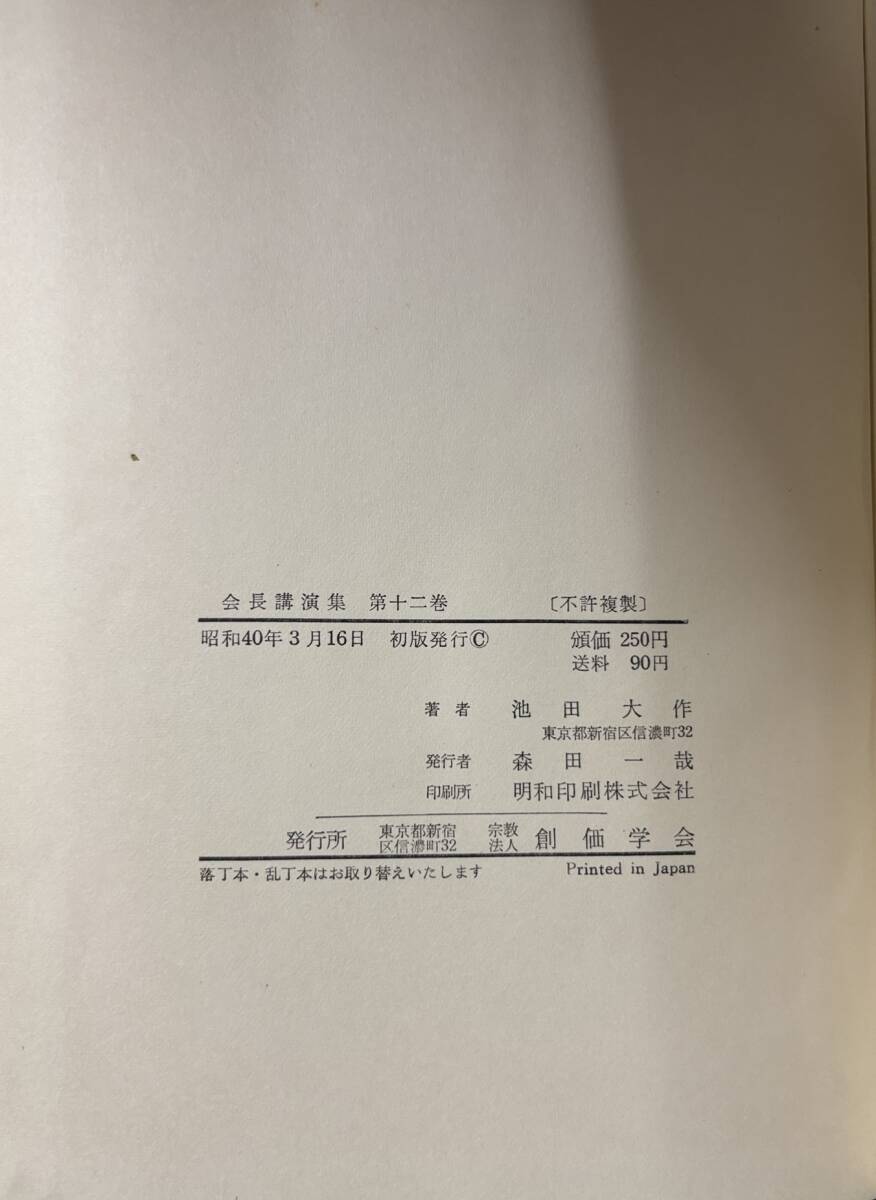 会長講演集 第十二巻 〔不許複製〕
昭和40年3月16日 初版発行Ⓒ 頒価 250円
送料 90円
著者 池田大作
東京都新宿区信濃町32
発行者 森田一哉
印刷所 明和印刷株式会社
発行所 東京都新宿区信濃町32 宗教法人 創価学会
落丁本・乱丁本はお取り替えいたします Printed in Japan